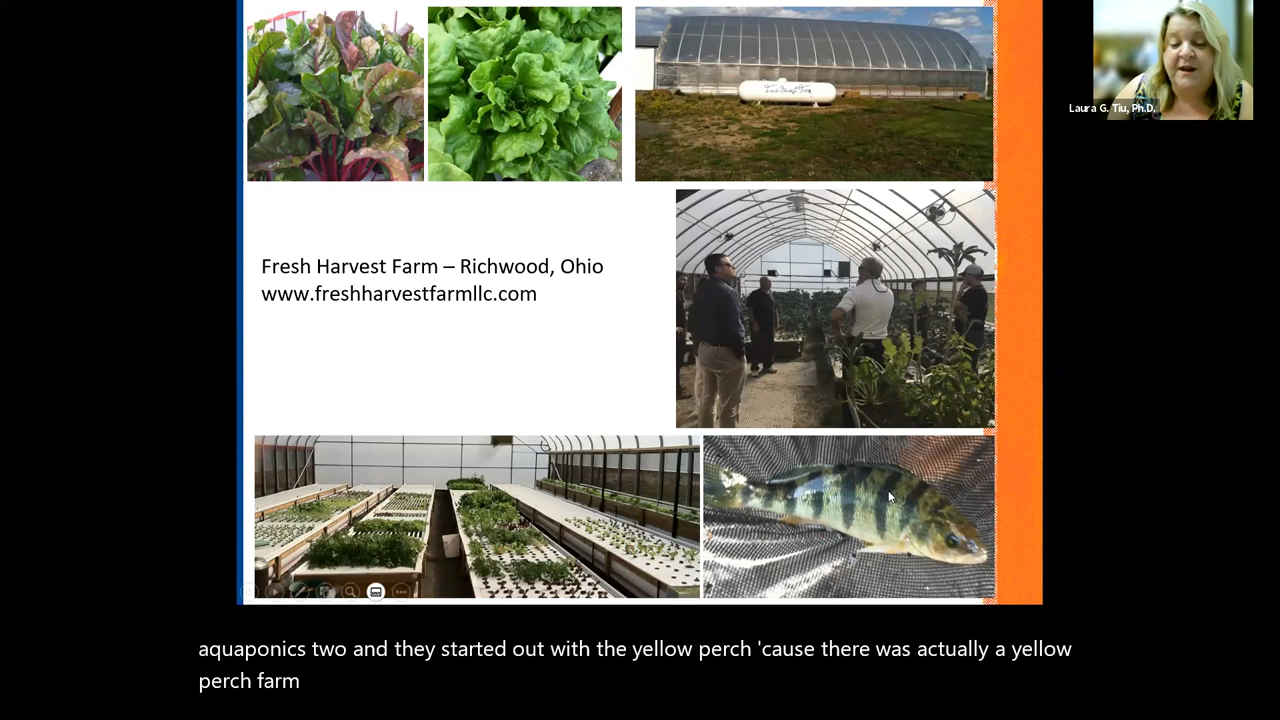 Laura G. Tiu, Ph.D.
Fresh Harvest Farm – Richwood, Ohio
www.freshharvestfarmllc.com
aquaponics two and they started out with the yellow perch 'cause there was actually a yellow
perch farm